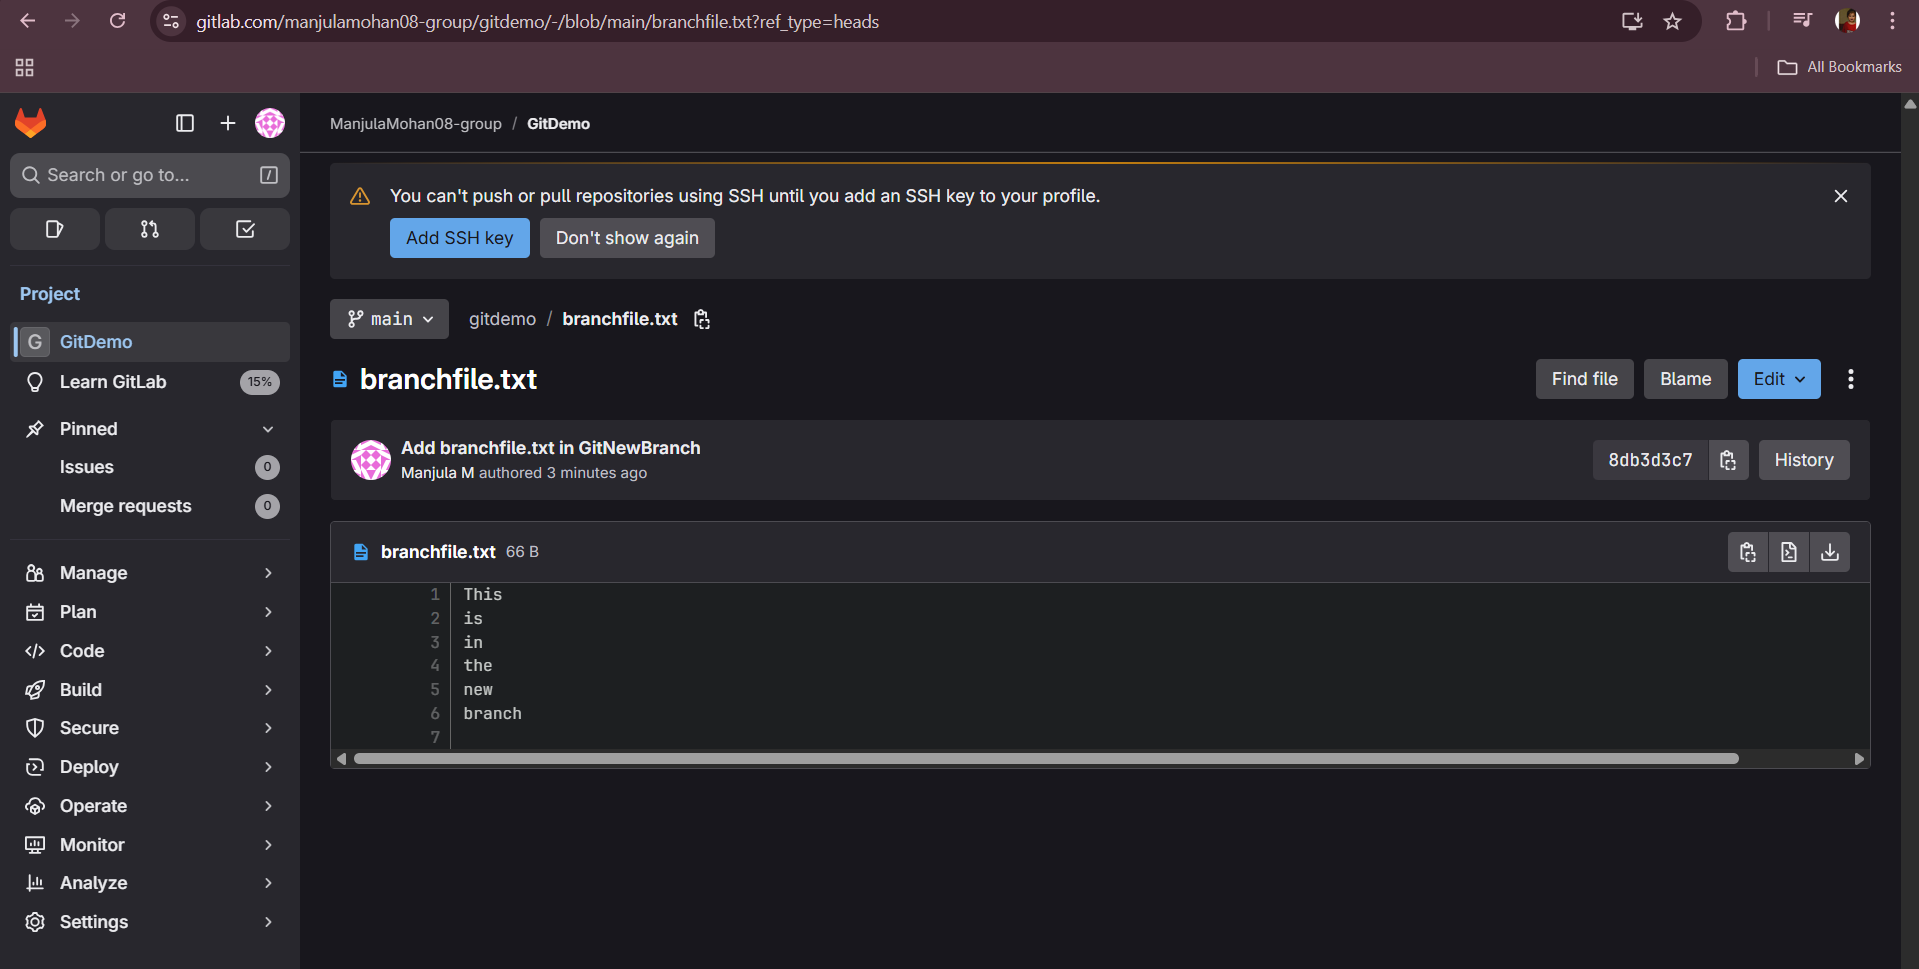 gitlab.com/manjulamohan08-group/gitdemo/-/blob/main/branchfile.txt?ref_type=heads
All Bookmarks
ManjulaMohan08-group / GitDemo
Search or go to... /
You can't push or pull repositories using SSH until you add an SSH key to your profile.
Add SSH key Don't show again
Project
G GitDemo
Learn GitLab 15%
Pinned
Issues 0
Merge requests 0
Manage
Plan
Code
Build
Secure
Deploy
Operate
Monitor
Analyze
Settings
main gitdemo / branchfile.txt
branchfile.txt
Find file Blame Edit
Add branchfile.txt in GitNewBranch
Manjula M authored 3 minutes ago
8db3d3c7 History
branchfile.txt 66 B
1 This
2 is
3 in
4 the
5 new
6 branch
7